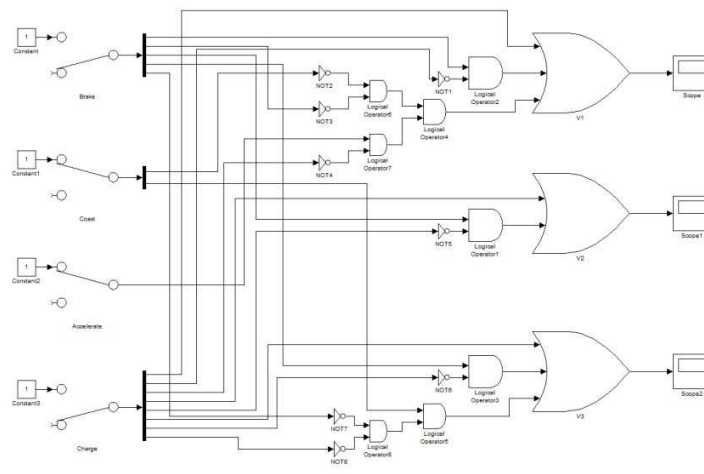 1
Constant
Brake
NOT2
NOT3
Logical
Operator6
NOT1
Logical
Operator2
Logical
Operator4
V1
Scope
1
Constant1
Coast
NOT4
Logical
Operator7
NOT5
Logical
Operator1
V2
Scope1
1
Constant2
Accelerate
1
Constant3
Charge
NOT7
NOT8
Logical
Operator8
Logical
Operator5
NOT6
Logical
Operator3
V3
Scope2